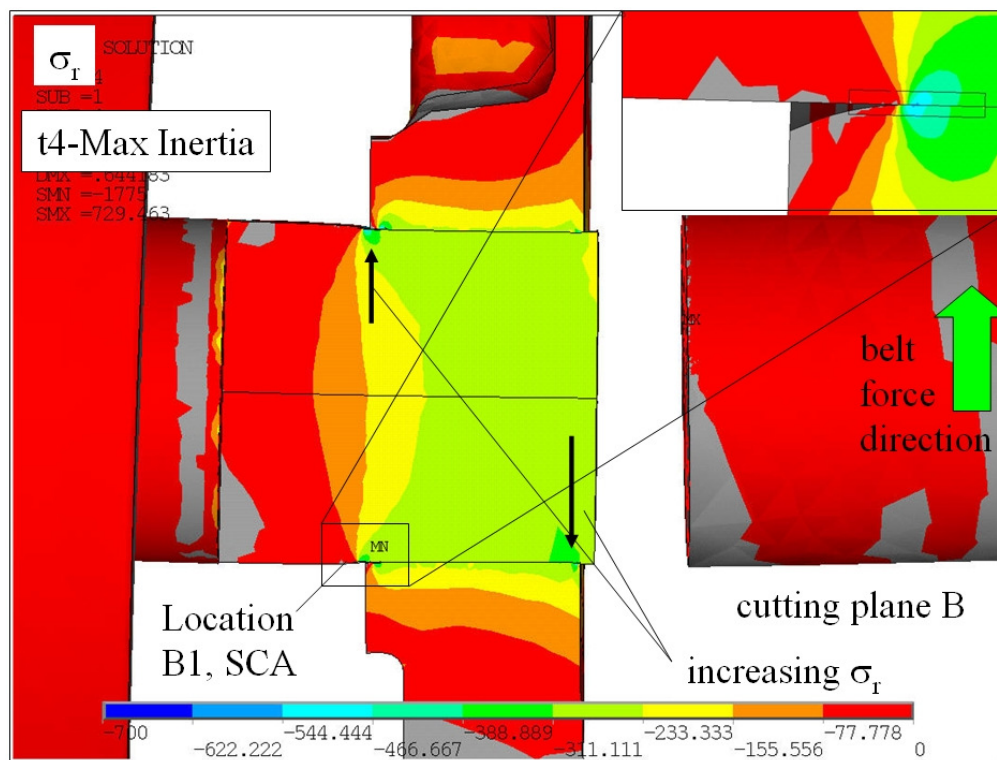 σr
SOLUTION
SUB =1
t4-Max Inertia
DMX =.644183
SMN =-1775
SMX =729.463
MX
belt
force
direction
MN
Location
B1, SCA
cutting plane B
increasing σr
-700
-622.222
-544.444
-466.667
-388.889
-311.111
-233.333
-155.556
-77.778
0